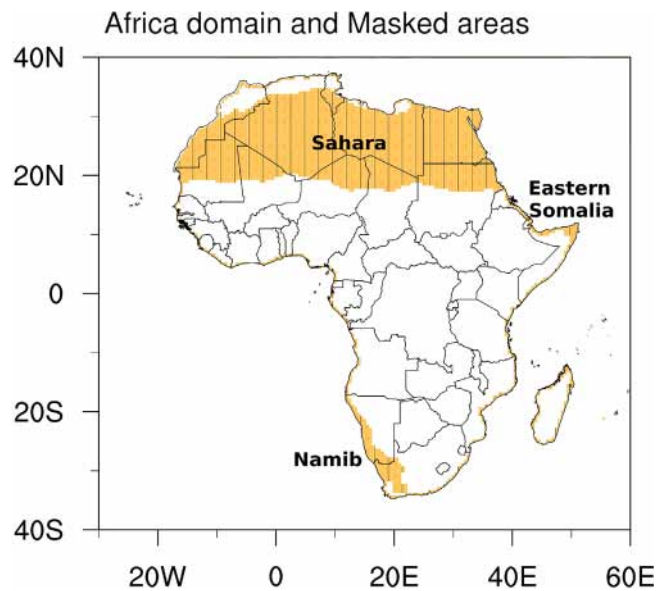 Africa domain and Masked areas
40N
Sahara
20N
Eastern
Somalia
0
20S
Namib
40S
20W 0 20E 40E 60E